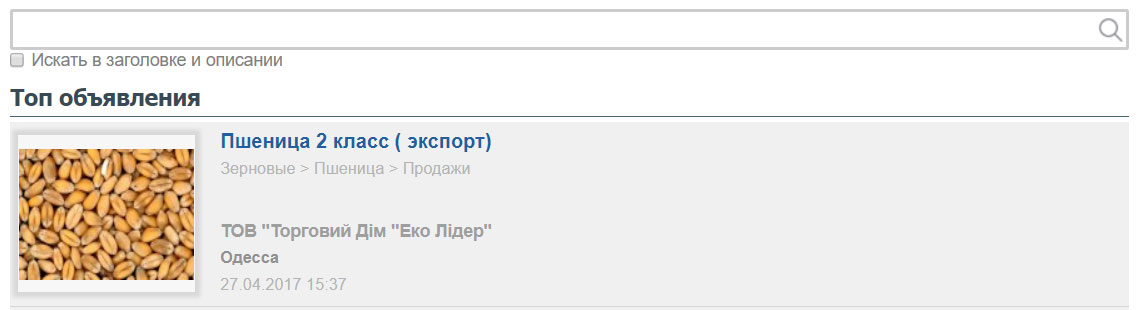 Искать в заголовке и описании
Топ объявления
Пшеница 2 класс ( экспорт)
Зерновые > Пшеница > Продажи
ТОВ "Торговий Дім "Еко Лідер"
Одесса
27.04.2017 15:37